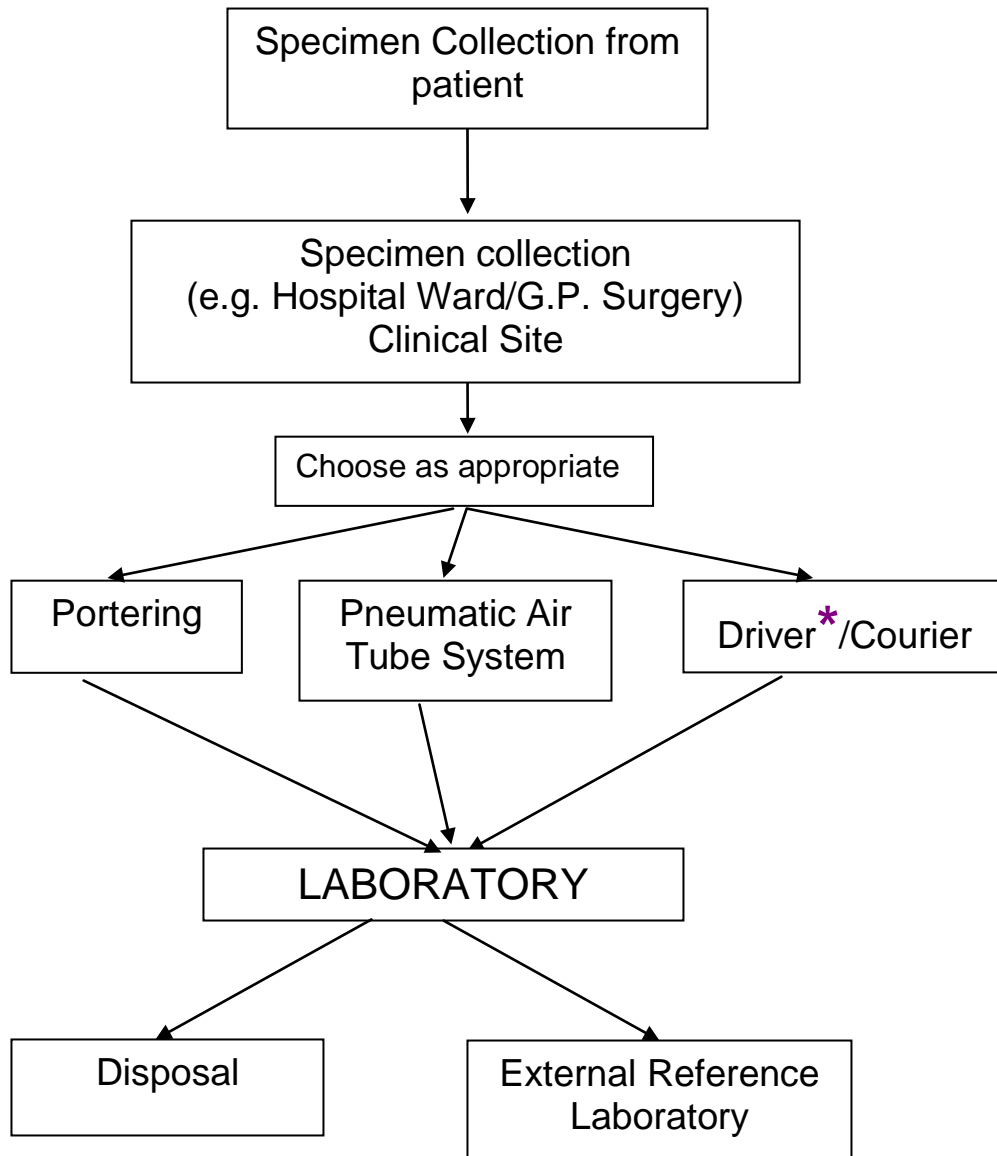 Specimen Collection from
patient
Specimen collection
(e.g. Hospital Ward/G.P. Surgery)
Clinical Site
Choose as appropriate
Portering
Pneumatic Air
Tube System
Driver*/Courier
LABORATORY
Disposal
External Reference
Laboratory